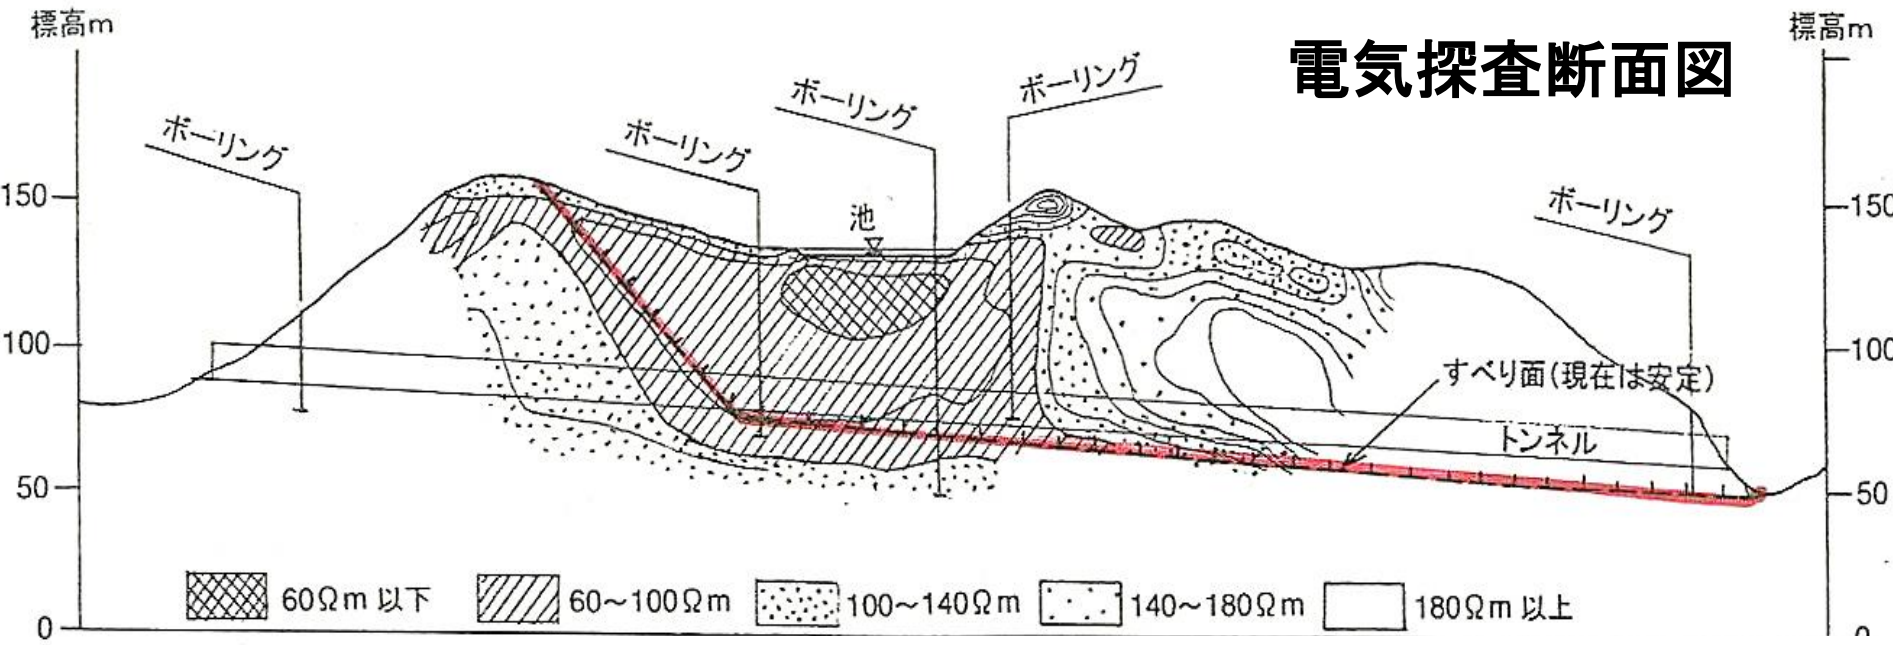 標高m
標高m
電気探査断面図
ボーリング
ボーリング
ボーリング
ボーリング
ボーリング
池
150
150
100
100
すべり面(現在は安定)
トンネル
50
50
60Ωm 以下
60～100Ωm
100～140Ωm
140～180Ωm
180Ωm 以上
0
0